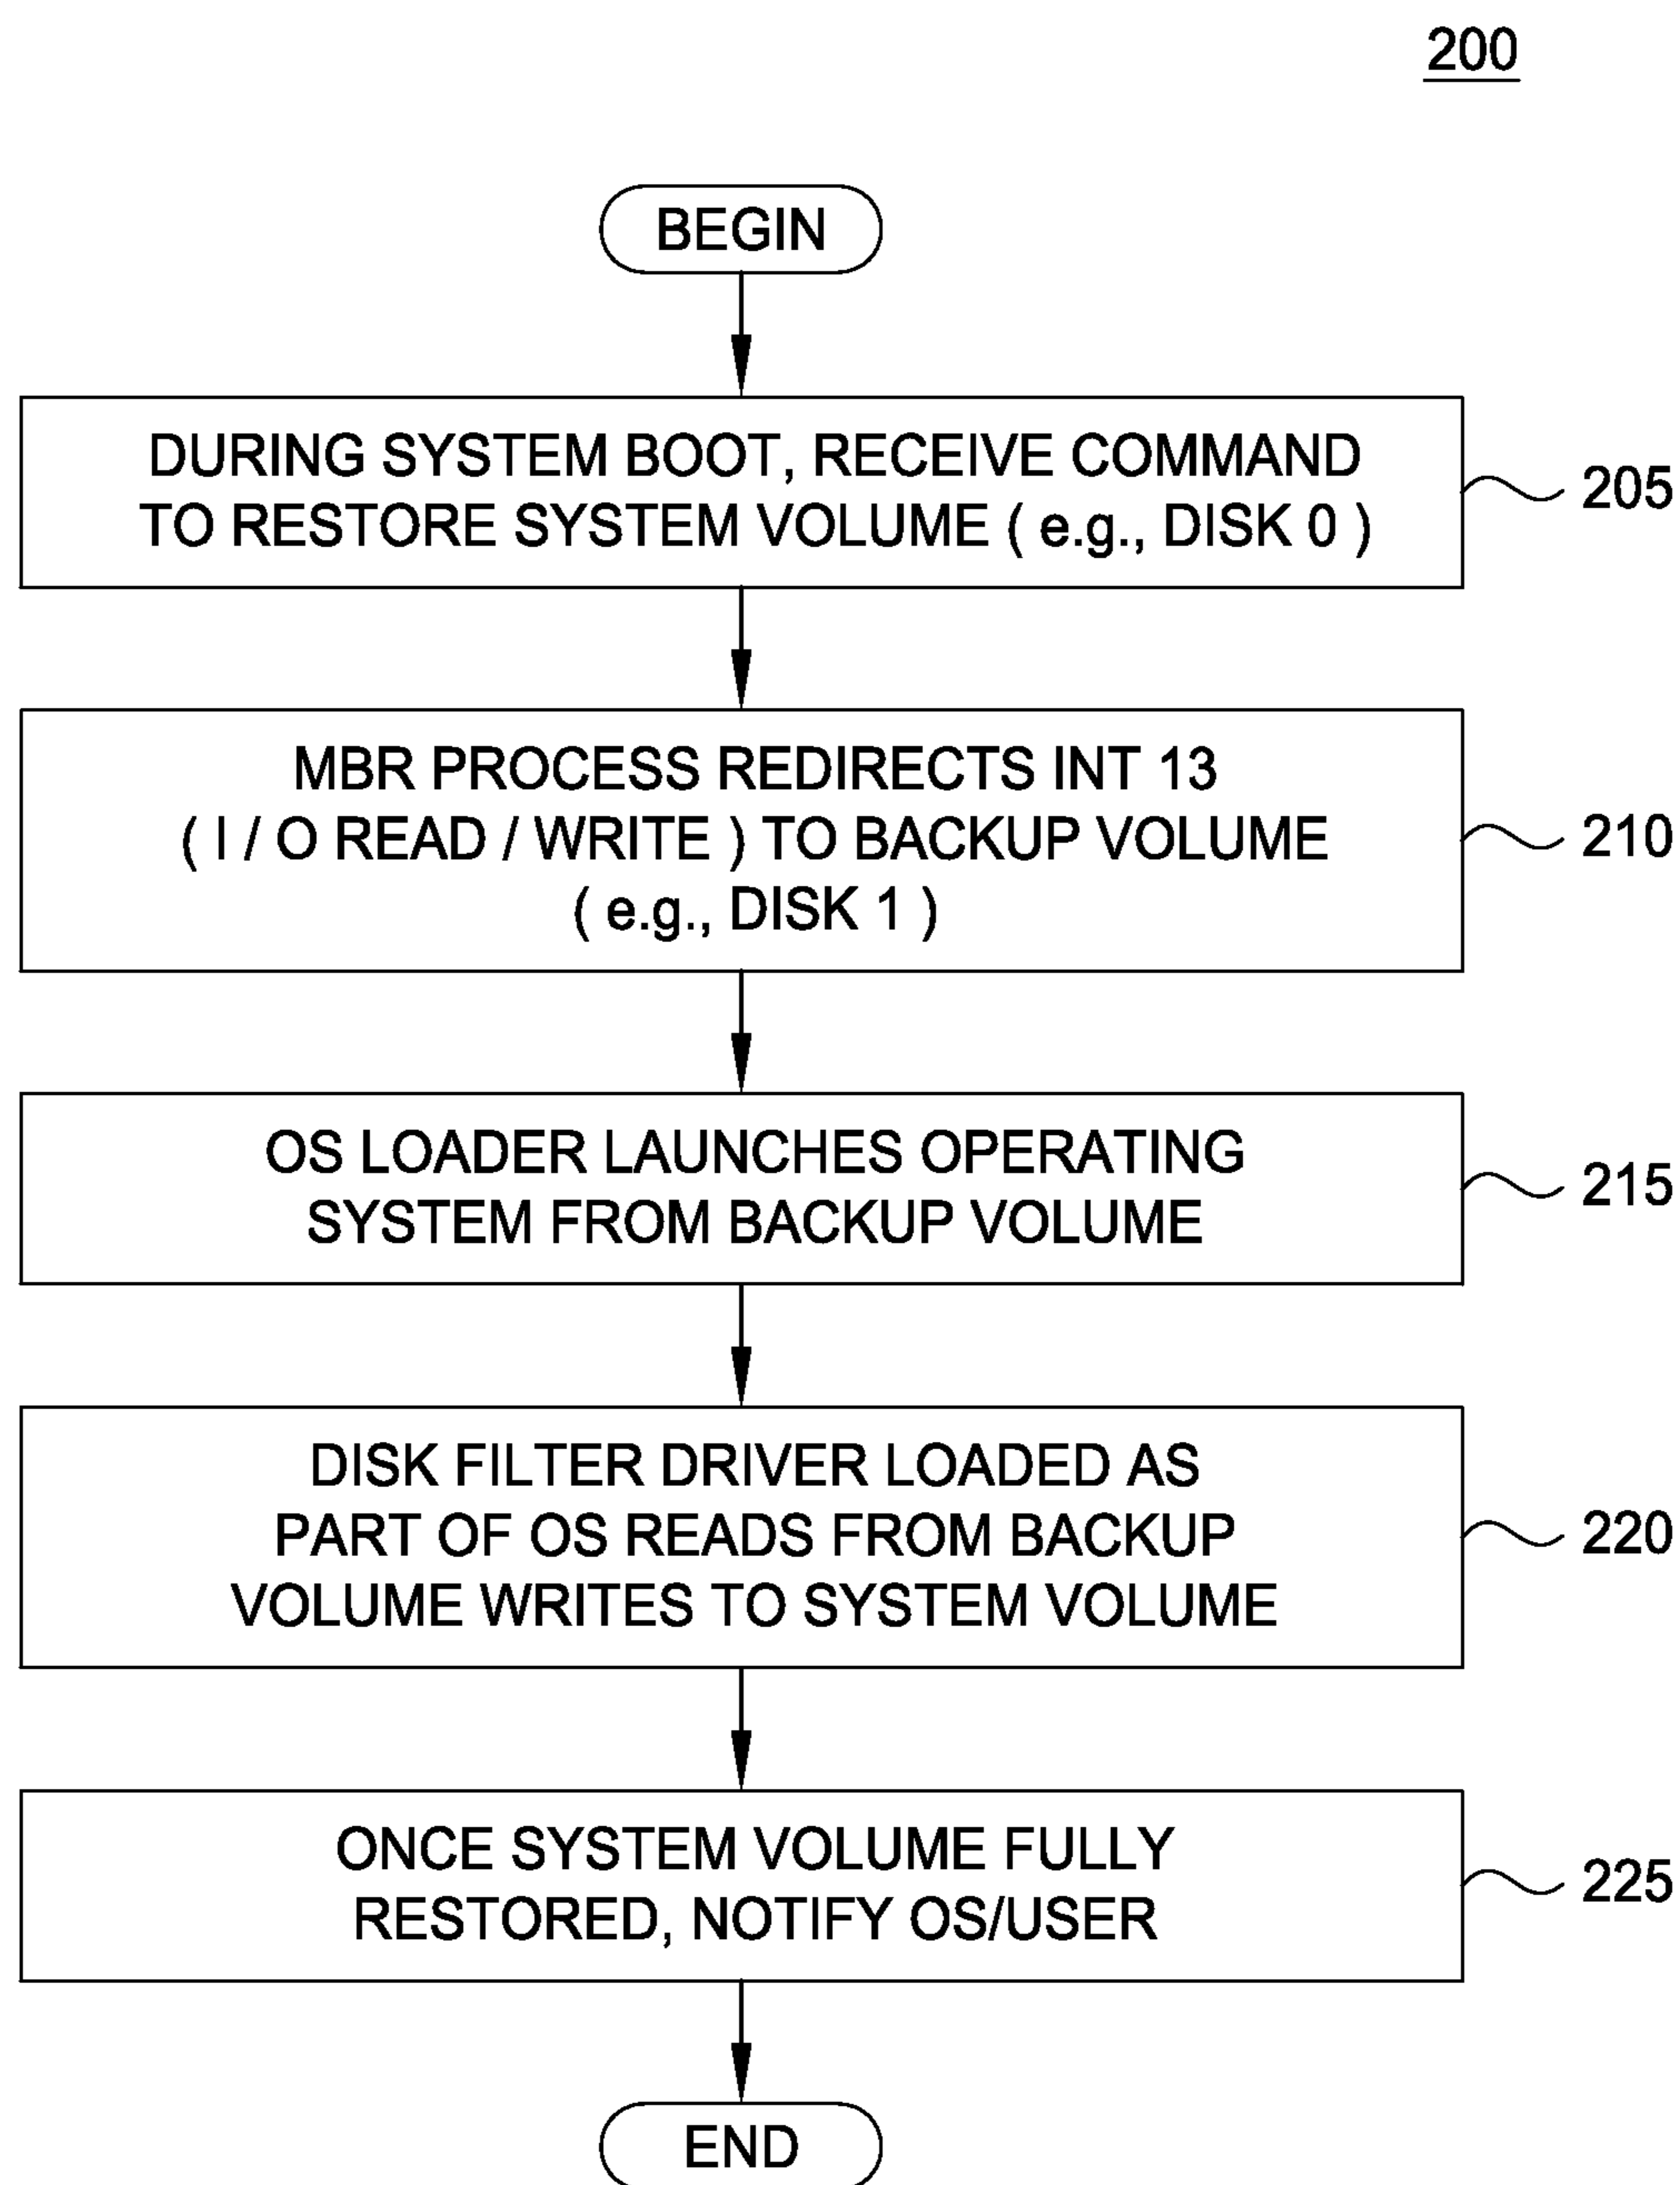 200
BEGIN
DURING SYSTEM BOOT, RECEIVE COMMAND
TO RESTORE SYSTEM VOLUME ( e.g., DISK 0 )
205
MBR PROCESS REDIRECTS INT 13
( I / O READ / WRITE ) TO BACKUP VOLUME
( e.g., DISK 1 )
210
OS LOADER LAUNCHES OPERATING
SYSTEM FROM BACKUP VOLUME
215
DISK FILTER DRIVER LOADED AS
PART OF OS READS FROM BACKUP
VOLUME WRITES TO SYSTEM VOLUME
220
ONCE SYSTEM VOLUME FULLY
RESTORED, NOTIFY OS/USER
225
END